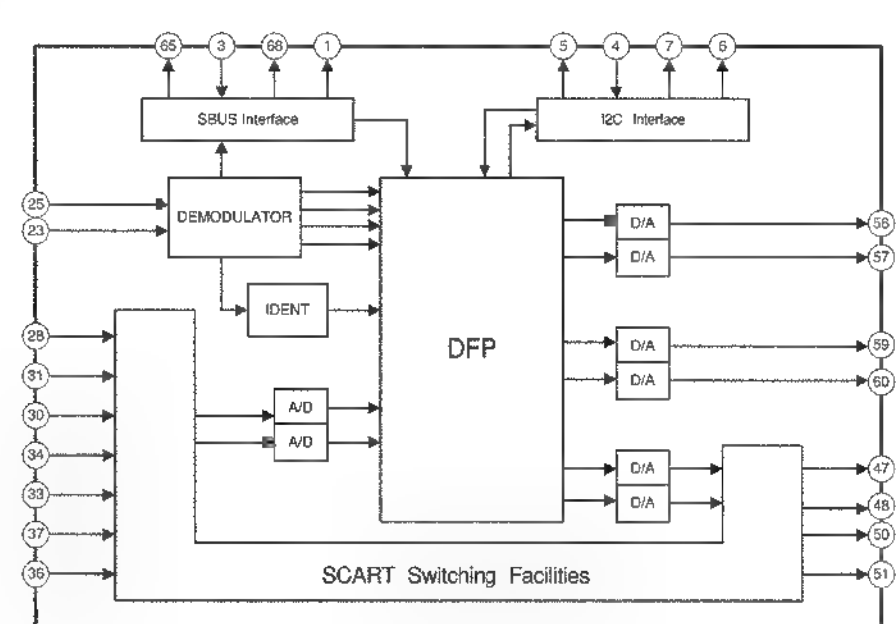 65 3 66 1 5 4 7 6
SBUS Interface
I2C Interface
25
23
DEMODULATOR
D/A
56
D/A
57
IDENT
28
31
30
34
33
37
36
DFP
D/A
59
D/A
60
A/D
A/D
D/A
47
D/A
48
50
51
SCART Switching Facilities